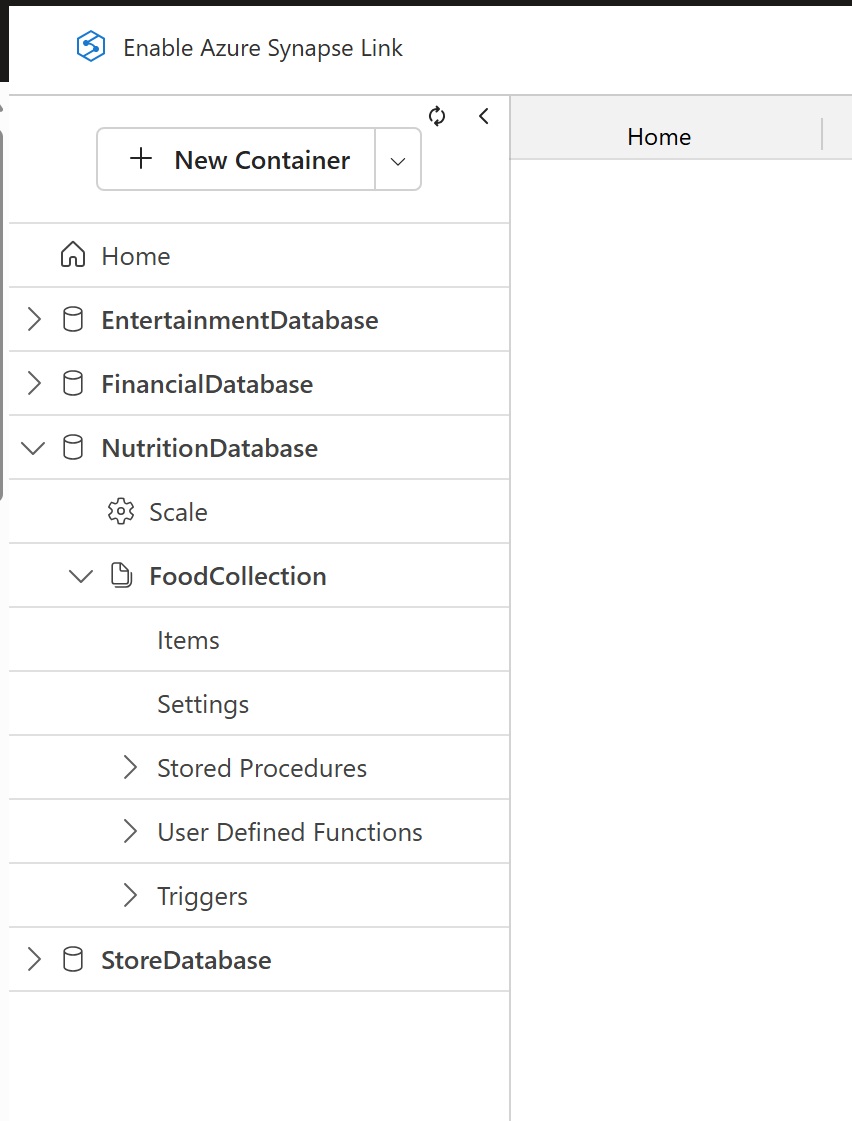 Enable Azure Synapse Link
New Container
Home
Home
EntertainmentDatabase
FinancialDatabase
NutritionDatabase
Scale
FoodCollection
Items
Settings
Stored Procedures
User Defined Functions
Triggers
StoreDatabase